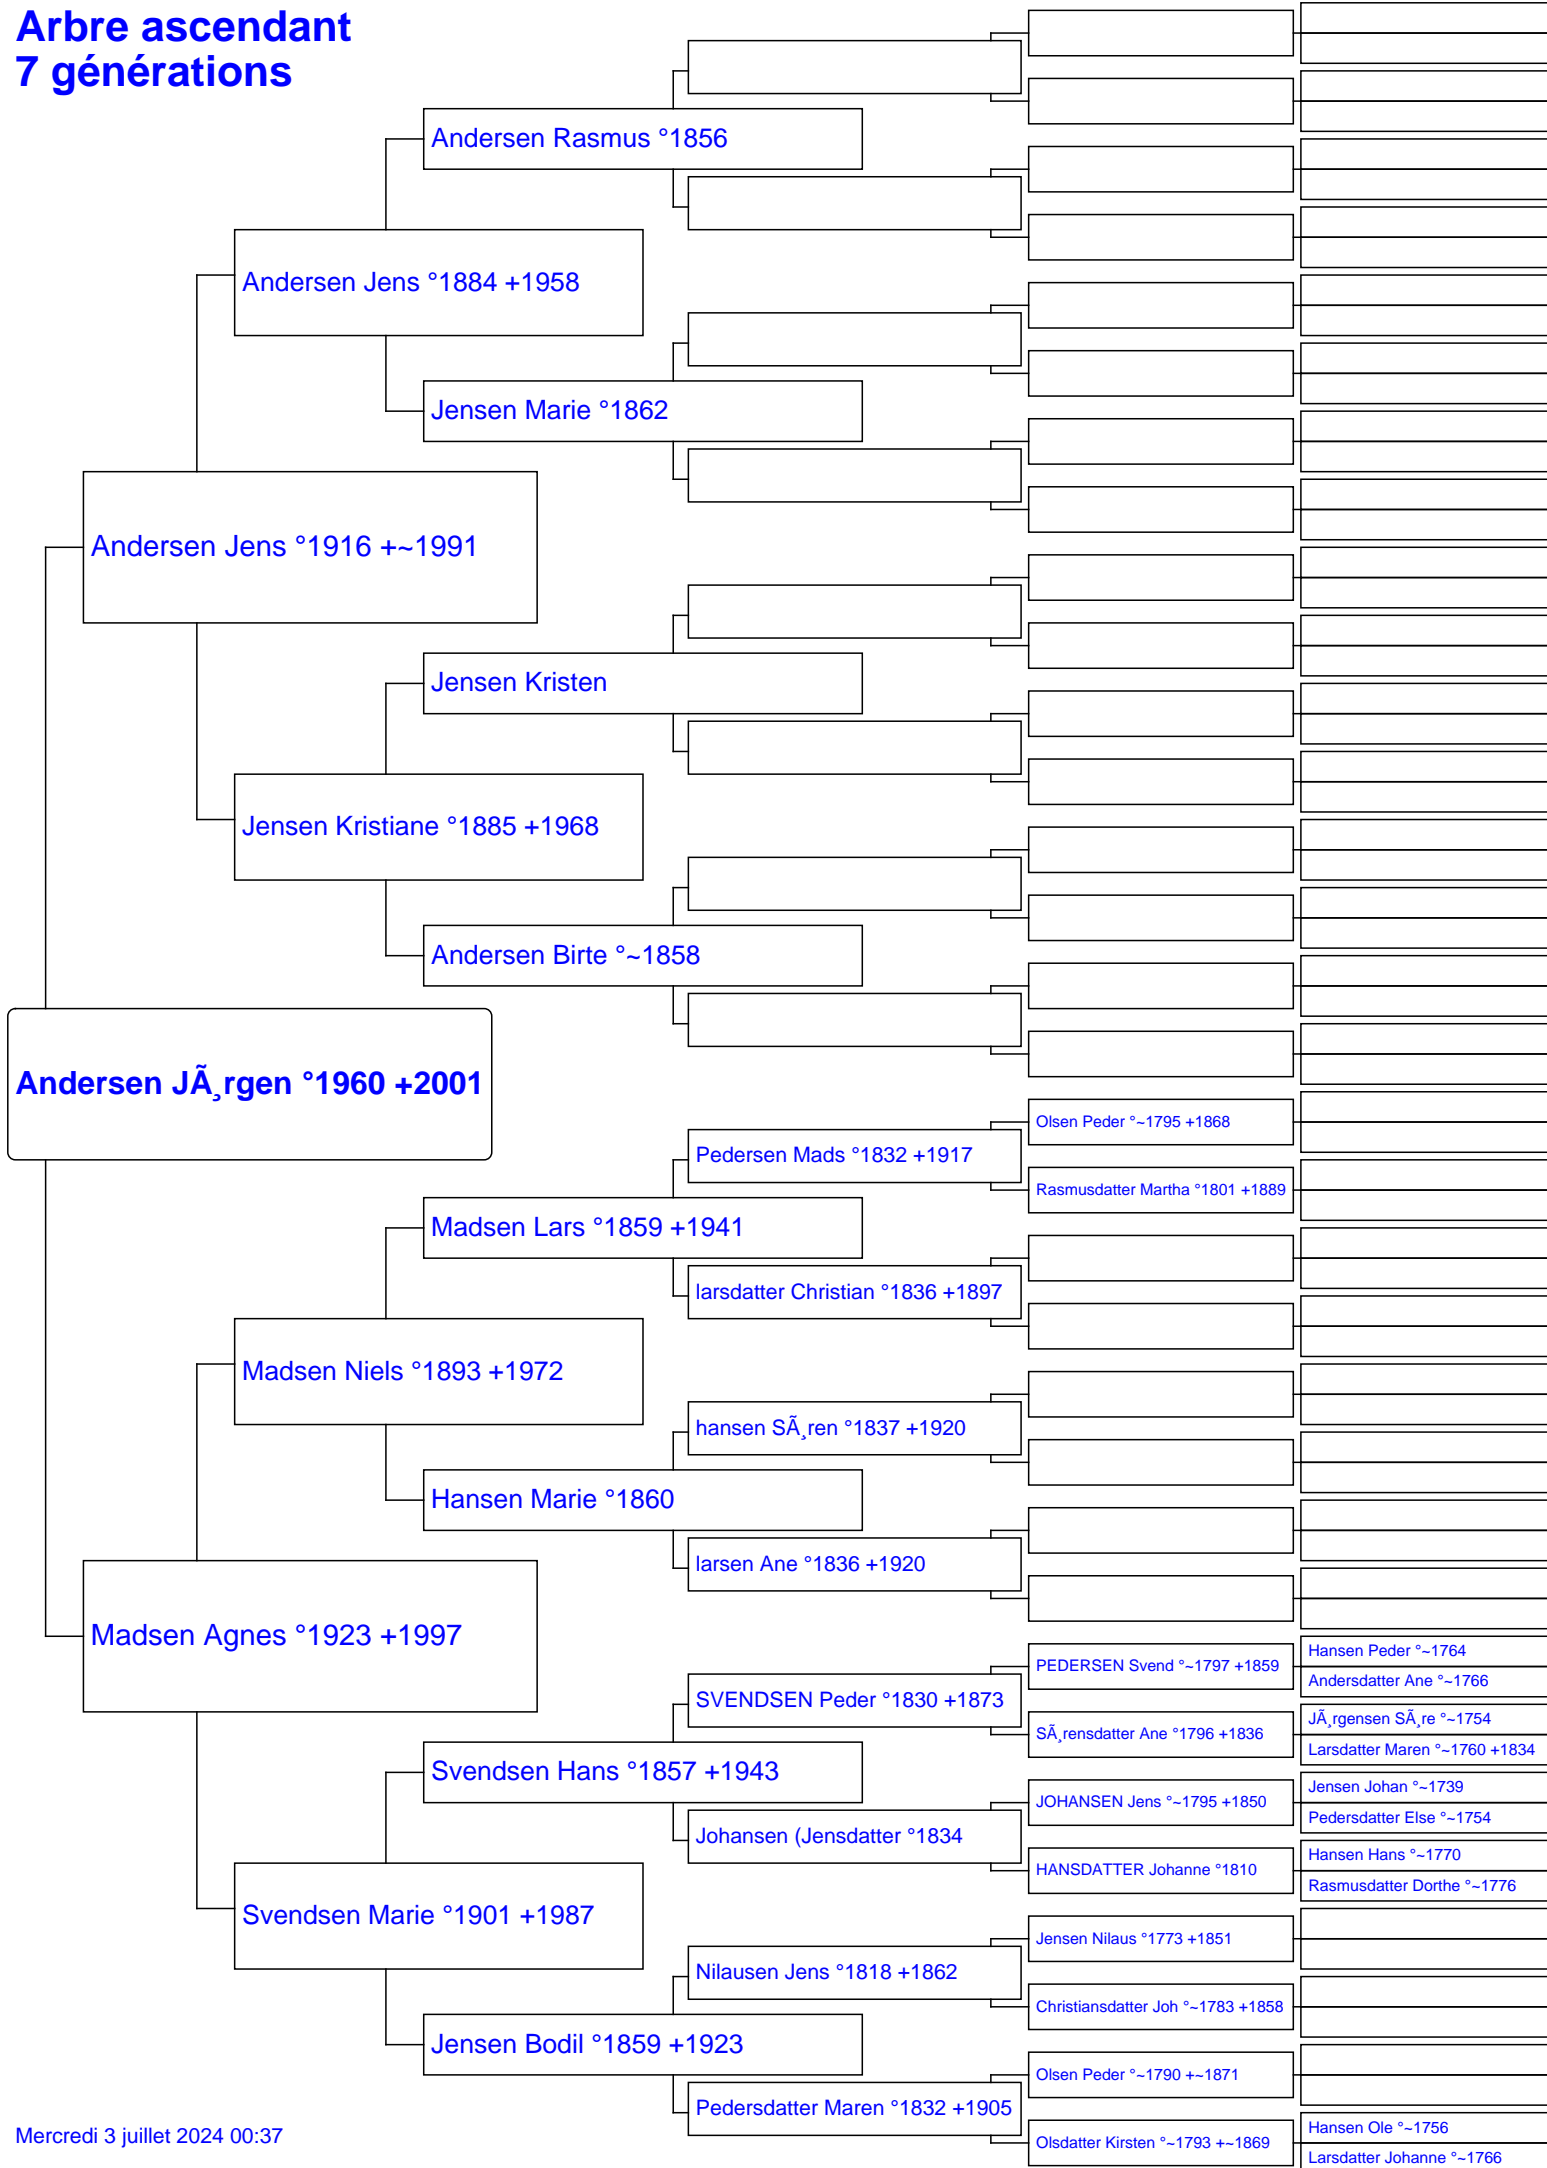 Arbre ascendant
7 générations
Andersen Rasmus °1856
Andersen Jens °1884 +1958
Jensen Marie °1862
Andersen Jens °1916 +~1991
Jensen Kristen
Jensen Kristiane °1885 +1968
Andersen Birte °~1858
Andersen JÃ¸rgen °1960 +2001
Olsen Peder °~1795 +1868
Pedersen Mads °1832 +1917
Rasmusdatter Martha °1801 +1889
Madsen Lars °1859 +1941
larsdatter Christian °1836 +1897
Madsen Niels °1893 +1972
hansen SÃ¸ren °1837 +1920
Hansen Marie °1860
larsen Ane °1836 +1920
Madsen Agnes °1923 +1997
Hansen Peder °~1764
PEDERSEN Svend °~1797 +1859
Andersdatter Ane °~1766
SVENDSEN Peder °1830 +1873
JÃ¸rgensen SÃ¸re °~1754
SÃ¸rensdatter Ane °1796 +1836
Larsdatter Maren °~1760 +1834
Svendsen Hans °1857 +1943
Jensen Johan °~1739
JOHANSEN Jens °~1795 +1850
Pedersdatter Else °~1754
Johansen (Jensdatter °1834
Hansen Hans °~1770
HANSDATTER Johanne °1810
Rasmusdatter Dorthe °~1776
Svendsen Marie °1901 +1987
Jensen Nilaus °1773 +1851
Nilausen Jens °1818 +1862
Christiansdatter Joh °~1783 +1858
Jensen Bodil °1859 +1923
Olsen Peder °~1790 +~1871
Pedersdatter Maren °1832 +1905
Hansen Ole °~1756
Olsdatter Kirsten °~1793 +~1869
Larsdatter Johanne °~1766
Mercredi 3 juillet 2024 00:37